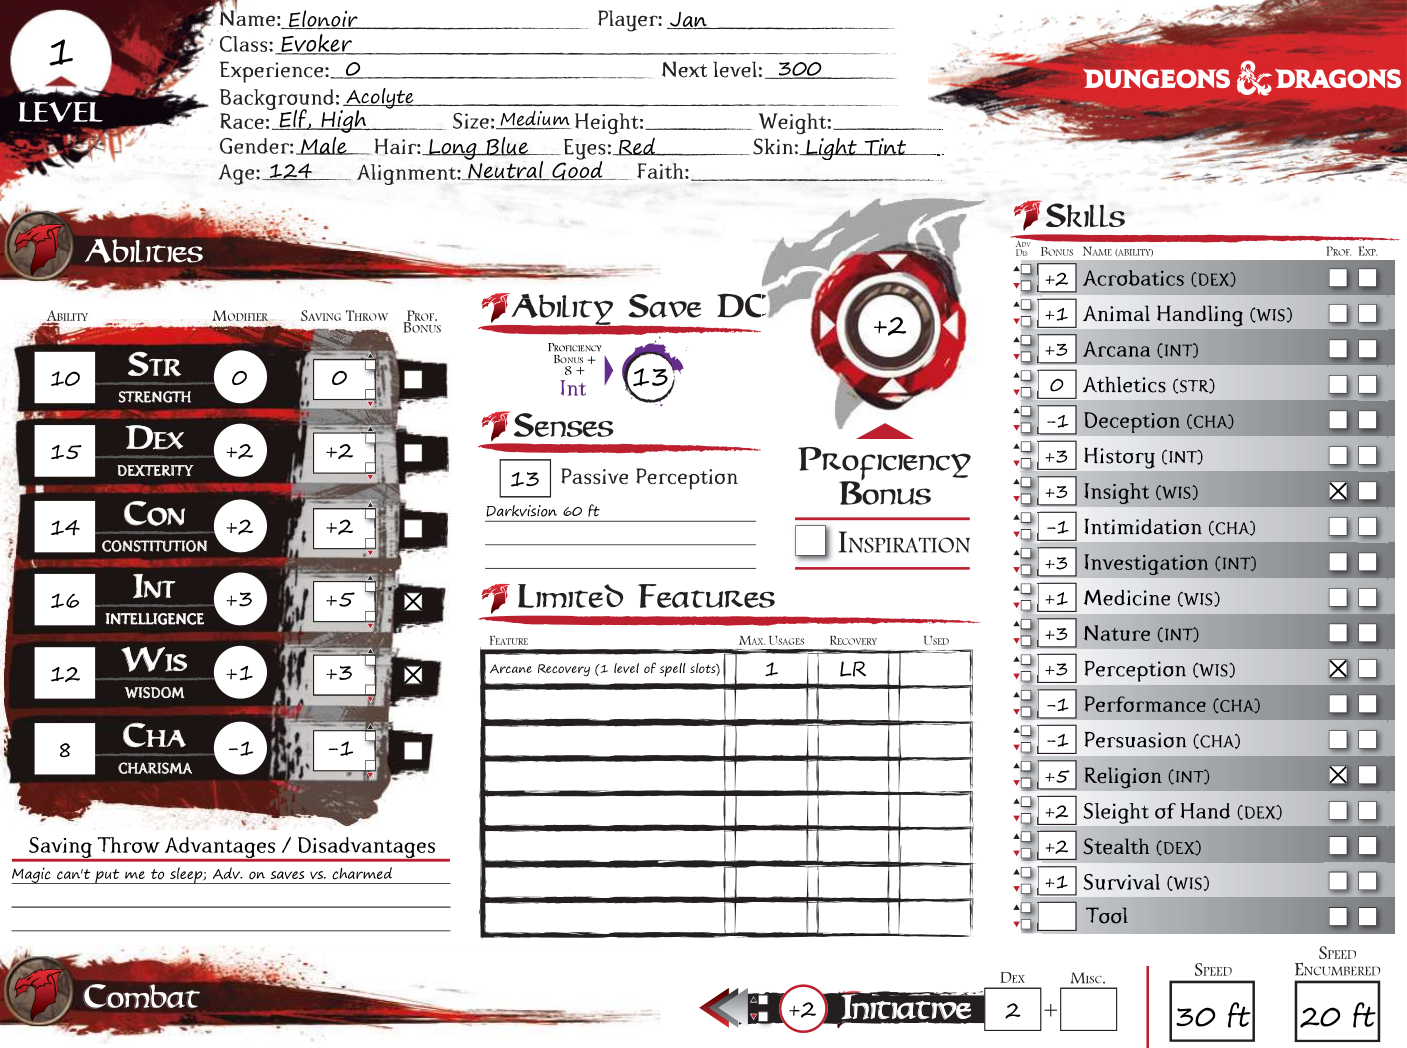 1
LEVEL
Name: Elonoir Player: Jan
Class: Evoker
Experience: 0 Next level: 300
Background: Acolyte
Race: Elf, High Size: Medium Height: Weight:
Gender: Male Hair: Long Blue Eyes: Red Skin: Light Tint
Age: 124 Alignment: Neutral Good Faith:
DUNGEONS & DRAGONS
Abilities
ABILITY MODIFIER SAVING THROW PROF. BONUS
10 STR STRENGTH 0 0
15 DEX DEXTERITY +2 +2
14 CON CONSTITUTION +2 +2
16 INT INTELLIGENCE +3 +5
12 WIS WISDOM +1 +3
8 CHA CHARISMA -1 -1
Saving Throw Advantages / Disadvantages
Magic can't put me to sleep; Adv. on saves vs. charmed
Ability Save DC
PROFICIENCY
BONUS +
8 +
Int
13
Senses
13 Passive Perception
Darkvision 60 ft
+2
PROFICIENCY
BONUS
INSPIRATION
Limited Features
FEATURE MAX. USAGES RECOVERY USED
Arcane Recovery (1 level of spell slots) 1 LR
Skills
ADV DIS BONUS NAME (ABILITY) PROF. EXP.
+2 Acrobatics (DEX)
+1 Animal Handling (WIS)
+3 Arcana (INT)
0 Athletics (STR)
-1 Deception (CHA)
+3 History (INT)
+3 Insight (WIS)
-1 Intimidation (CHA)
+3 Investigation (INT)
+1 Medicine (WIS)
+3 Nature (INT)
+3 Perception (WIS)
-1 Performance (CHA)
-1 Persuasion (CHA)
+5 Religion (INT)
+2 Sleight of Hand (DEX)
+2 Stealth (DEX)
+1 Survival (WIS)
Tool
Combat
DEX MISC.
+2 Initiative 2 +
SPEED
30 ft
SPEED
ENCUMBERED
20 ft